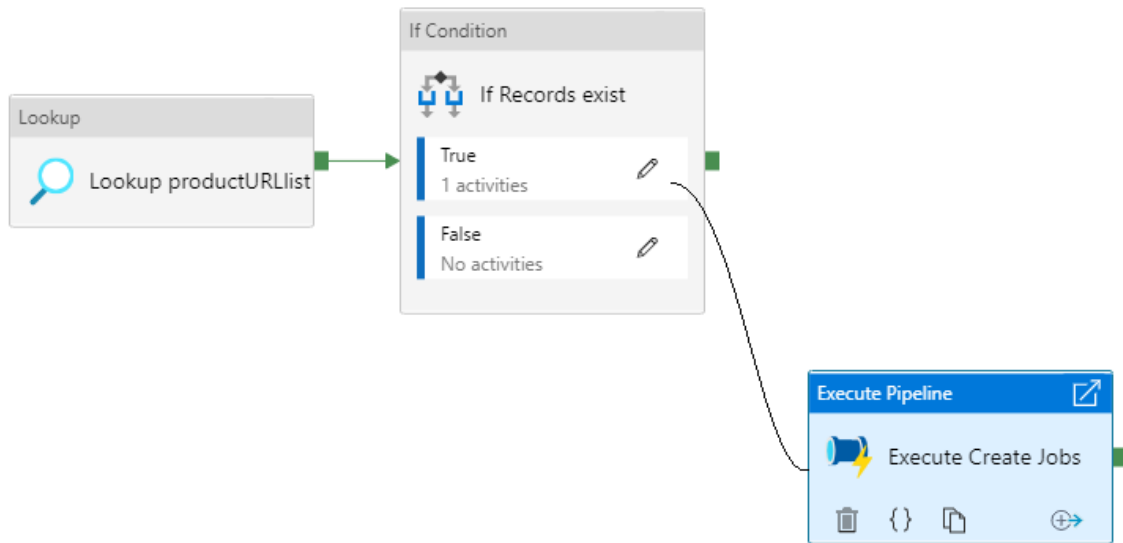 If Condition
If Records exist
Lookup
Lookup productURLlist
True
1 activities
False
No activities
Execute Pipeline
Execute Create Jobs
{}